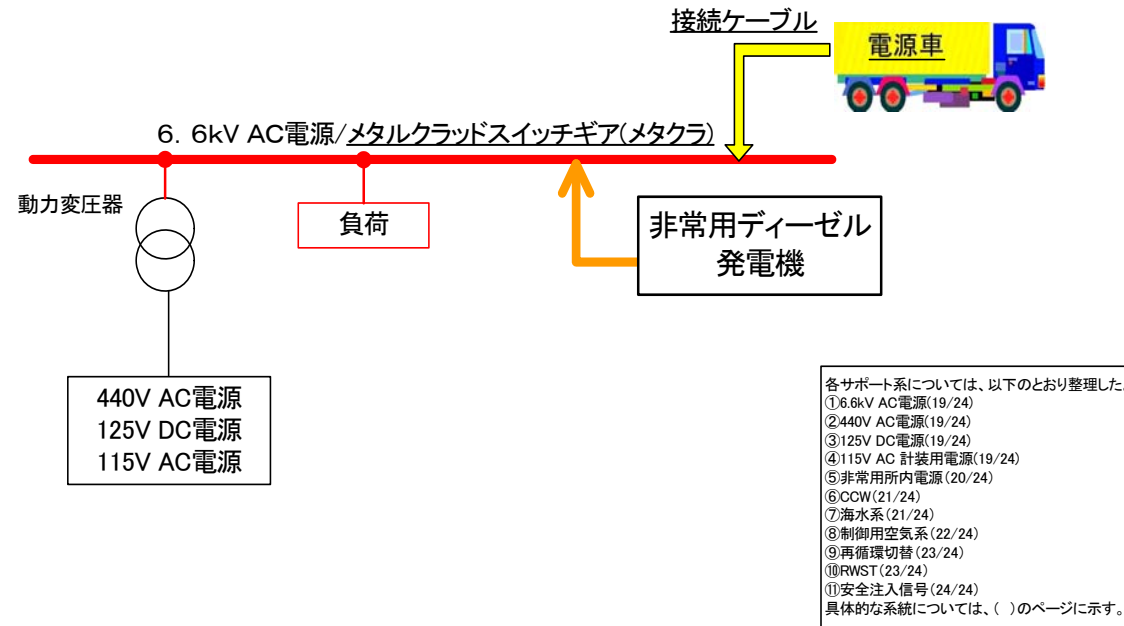 接続ケーブル
電源車
6．6kV AC電源/メタルクラッドスイッチギア(メタクラ)
動力変圧器
負荷
非常用ディーゼル
発電機
440V AC電源
125V DC電源
115V AC電源
各サポート系については、以下のとおり整理した。
①6.6kV AC電源(19/24)
②440V AC電源(19/24)
③125V DC電源(19/24)
④115V AC 計装用電源(19/24)
⑤非常用所内電源(20/24)
⑥CCW(21/24)
⑦海水系(21/24)
⑧制御用空気系(22/24)
⑨再循環切替(23/24)
⑩RWST(23/24)
⑪安全注入信号(24/24)
具体的な系統については、( )のページに示す。